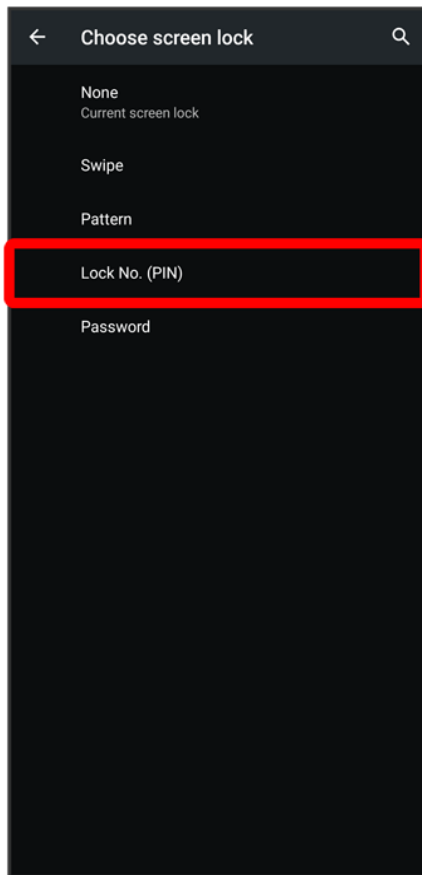 Choose screen lock
None
Current screen lock
Swipe
Pattern
Lock No. (PIN)
Password